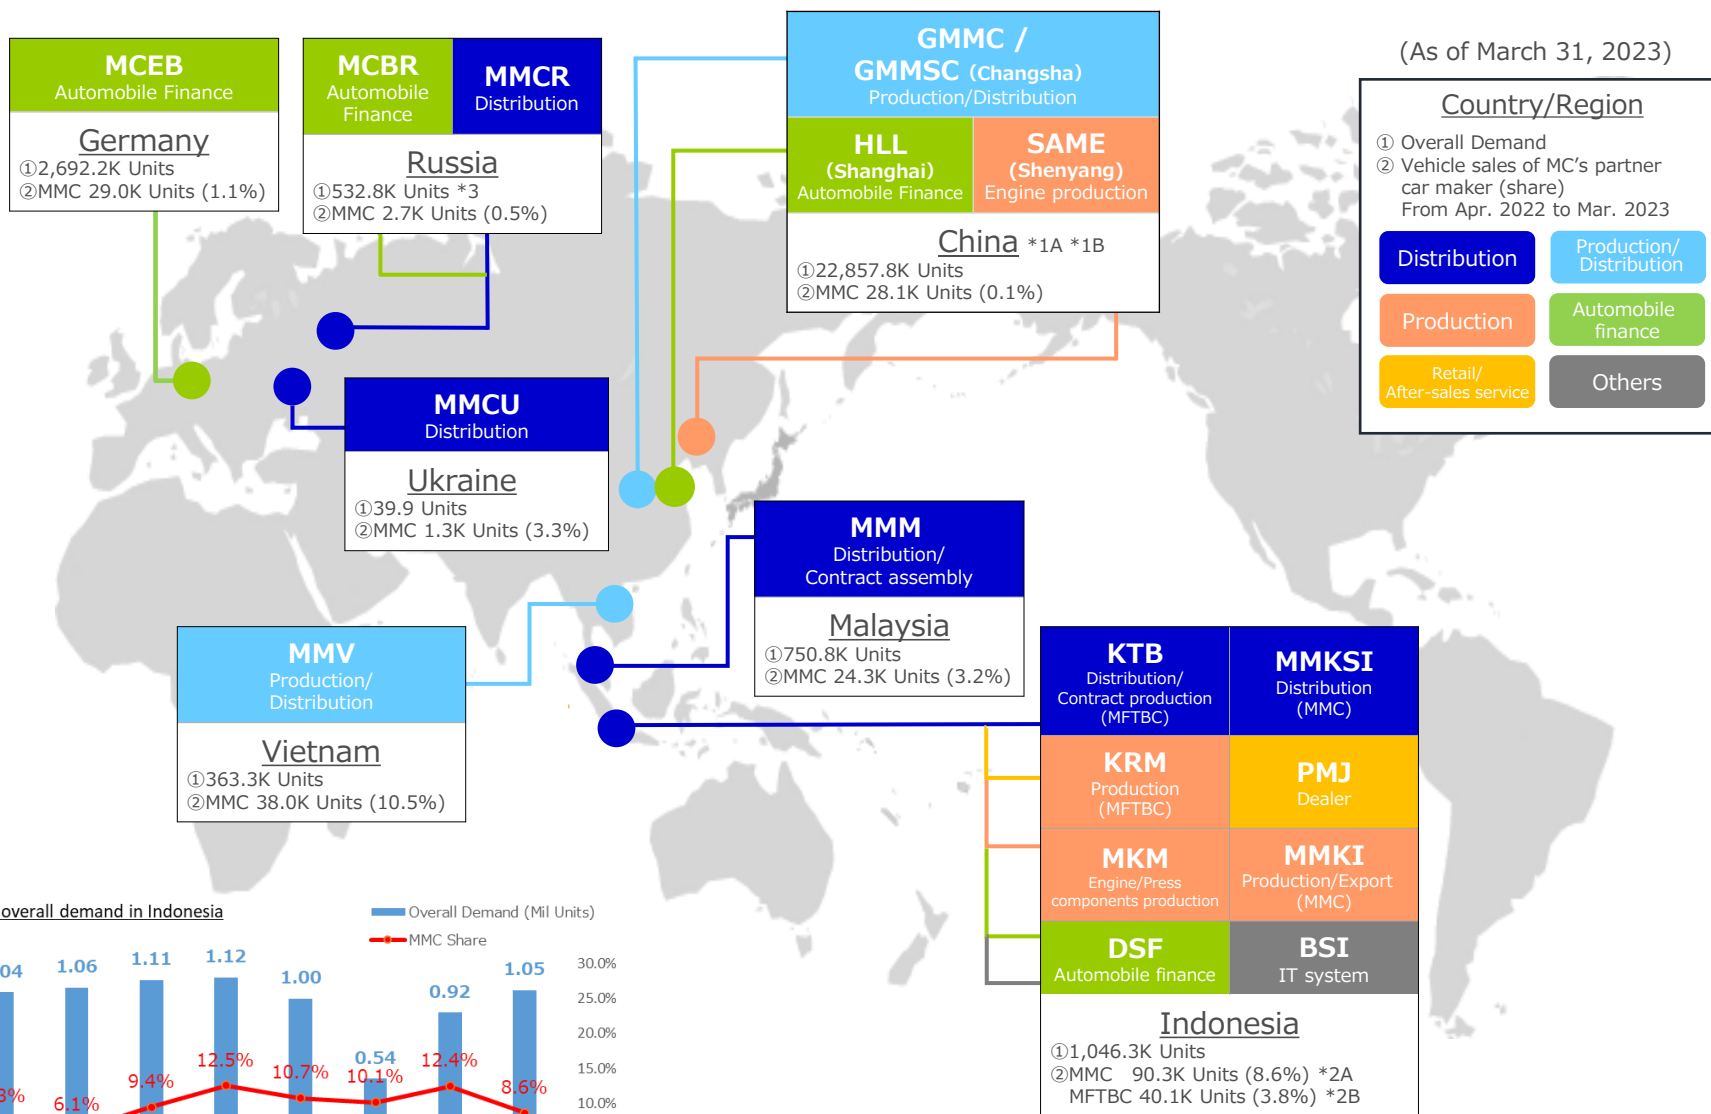 (As of March 31, 2023)
Country/Region
① Overall Demand
② Vehicle sales of MC's partner
car maker (share)
From Apr. 2022 to Mar. 2023
Distribution
Production/
Distribution
Production
Automobile
finance
Retail/
After-sales service
Others
MCEB
Automobile Finance
Germany
①2,692.2K Units
②MMC 29.0K Units (1.1%)
MCBR
Automobile
Finance
MMCR
Distribution
Russia
①532.8K Units *3
②MMC 2.7K Units (0.5%)
GMMC /
GMMSC (Changsha)
Production/Distribution
HLL
(Shanghai)
Automobile Finance
SAME
(Shenyang)
Engine production
China *1A *1B
①22,857.8K Units
②MMC 28.1K Units (0.1%)
MMCU
Distribution
Ukraine
①39.9 Units
②MMC 1.3K Units (3.3%)
MMM
Distribution/
Contract assembly
Malaysia
①750.8K Units
②MMC 24.3K Units (3.2%)
MMV
Production/
Distribution
Vietnam
①363.3K Units
②MMC 38.0K Units (10.5%)
KTB
Distribution/
Contract production
(MFTBC)
MMKSI
Distribution
(MMC)
KRM
Production
(MFTBC)
PMJ
Dealer
MKM
Engine/Press
components production
MMKI
Production/Export
(MMC)
DSF
Automobile finance
BSI
IT system
Indonesia
①1,046.3K Units
②MMC 90.3K Units (8.6%) *2A
MFTBC 40.1K Units (3.8%) *2B
overall demand in Indonesia
Overall Demand (Mil Units)
MMC Share
04 1.06 1.11 1.12 1.00 0.54 0.92 1.05
3% 6.1% 9.4% 12.5% 10.7% 10.1% 12.4% 8.6%
30.0%
25.0%
20.0%
15.0%
10.0%